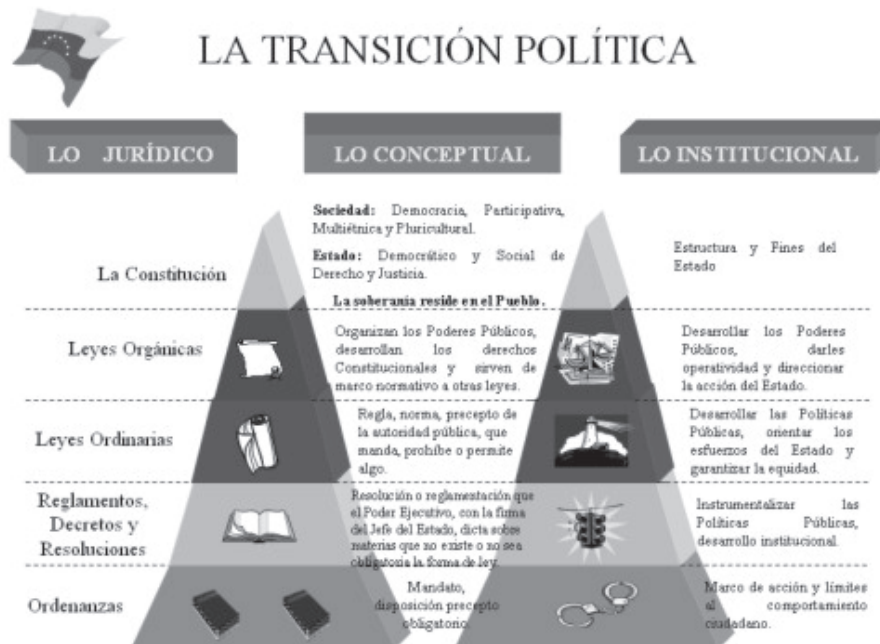 LA TRANSICIÓN POLÍTICA
LO JURÍDICO
LO CONCEPTUAL
LO INSTITUCIONAL
La Constitución
Sociedad: Democracia, Participativa,
Multiétnica y Pluricultural.
Estado: Democrático y Social de
Derecho y Justicia.
La soberanía reside en el Pueblo.
Estructura y Fines del
Estado
Leyes Orgánicas
Organizan los Poderes Públicos,
desarrollan los derechos
Constitucionales y sirven de
marco normativo a otras leyes.
Desarrollar los Poderes
Públicos, darles
operatividad y direccionar
la acción del Estado.
Leyes Ordinarias
Regla, norma, precepto de
la autoridad pública, que
manda, prohíbe o permite
algo.
Desarrollar las Políticas
Públicas, orientar los
esfuerzos del Estado y
garantizar la equidad.
Reglamentos,
Decretos y
Resoluciones
Resolución o reglamentación que
el Poder Ejecutivo, con la firma
del Jefe del Estado, dicta sobre
materias que no existe o no sea
obligatoria la forma de ley.
Instrumentalizar las
Políticas Públicas,
desarrollo institucional.
Ordenanzas
Mandato,
disposición precepto
obligatorio.
Marco de acción y límites
al comportamiento
ciudadano.